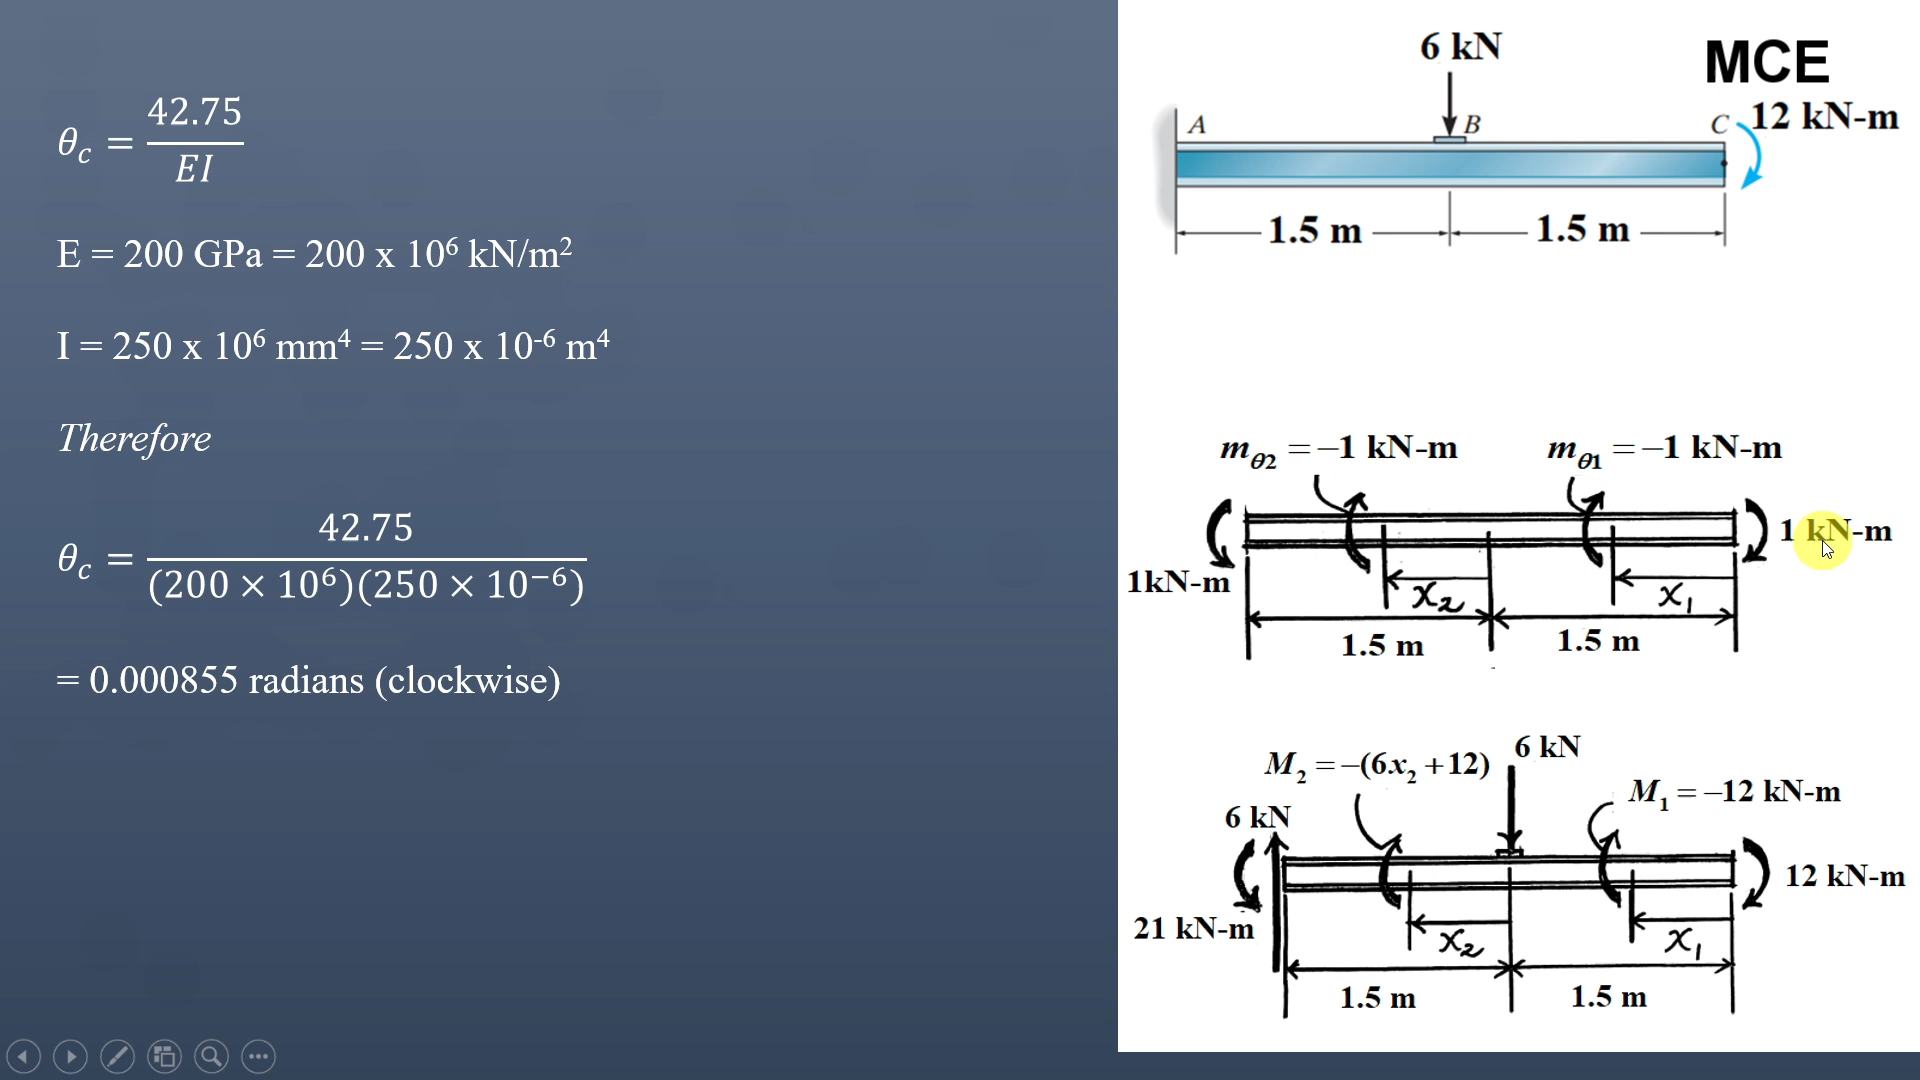 θc = 42.75 / EI
E = 200 GPa = 200 x 10⁶ kN/m²
I = 250 x 10⁶ mm⁴ = 250 x 10⁻⁶ m⁴
Therefore
θc = 42.75 / (200 × 10⁶)(250 × 10⁻⁶)
= 0.000855 radians (clockwise)
6 kN
MCE
A
B
C
12 kN-m
1.5 m
1.5 m
mθ2 = –1 kN-m
mθ1 = –1 kN-m
1 kN-m
1kN-m
x₂
x₁
1.5 m
1.5 m
6 kN
M₂ = –(6x₂ + 12)
M₁ = –12 kN-m
6 kN
12 kN-m
21 kN-m
x₂
x₁
1.5 m
1.5 m